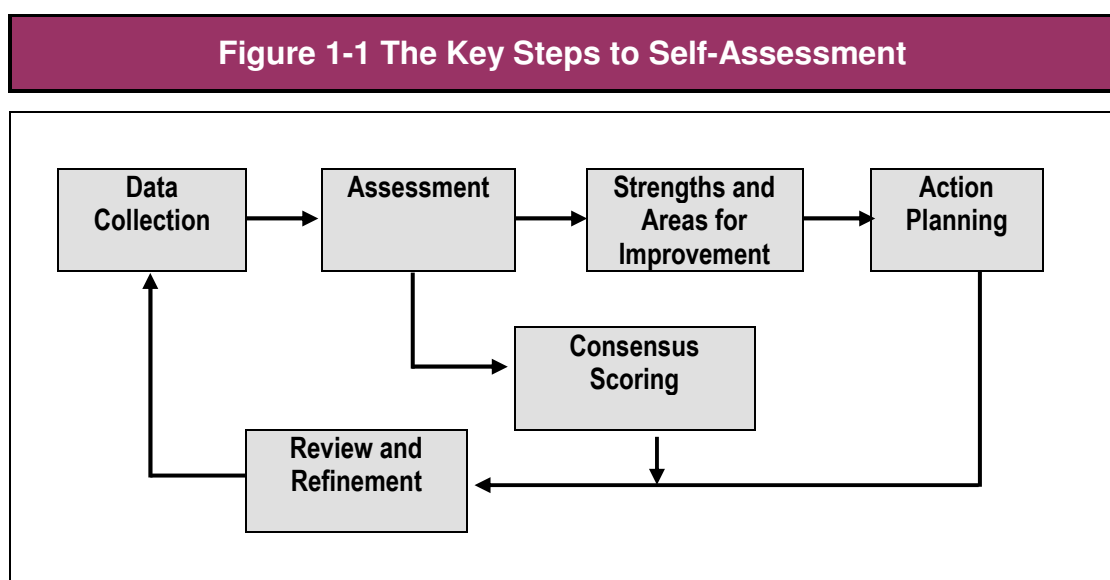 Figure 1-1 The Key Steps to Self-Assessment
Data
Collection
Assessment
Strengths and
Areas for
Improvement
Action
Planning
Consensus
Scoring
Review and
Refinement